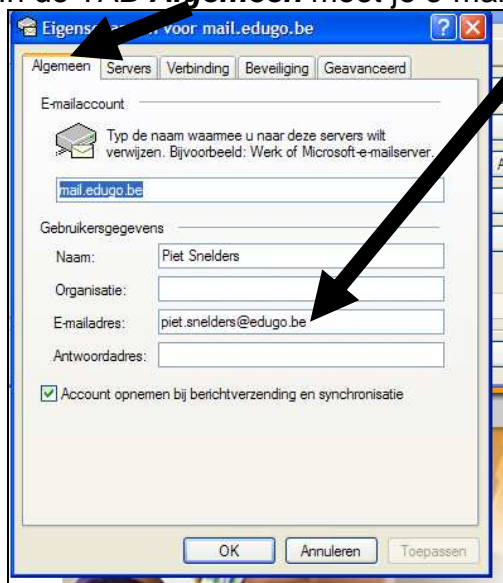 de TAB Algemeen moet je e-mai
Eigens voor mail.edugo.be
Algemeen Servers Verbinding Beveiliging Geavanceerd
E-mailaccount
Typ de naam waarmee u naar deze servers wilt
verwijzen. Bijvoorbeeld: Werk of Microsoft-e-mailserver.
mail.edugo.be
Gebruikersgegevens
Naam: Piet Snelders
Organisatie:
E-mailadres: piet.snelders@edugo.be
Antwoordadres:
Account opnemen bij berichtverzending en synchronisatie
OK Annuleren Toepassen